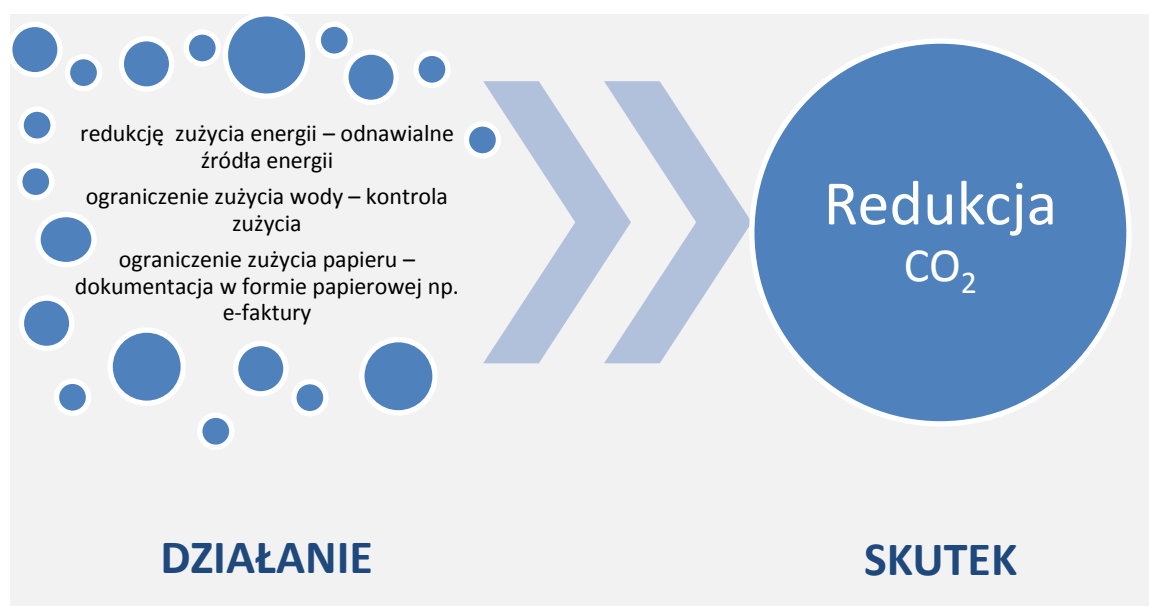 redukcję  zużycia energii – odnawialne
źródła energii
ograniczenie zużycia wody – kontrola
zużycia
ograniczenie zużycia papieru –
dokumentacja w formie papierowej np.
e-faktury
Redukcja
CO₂
DZIAŁANIE
SKUTEK